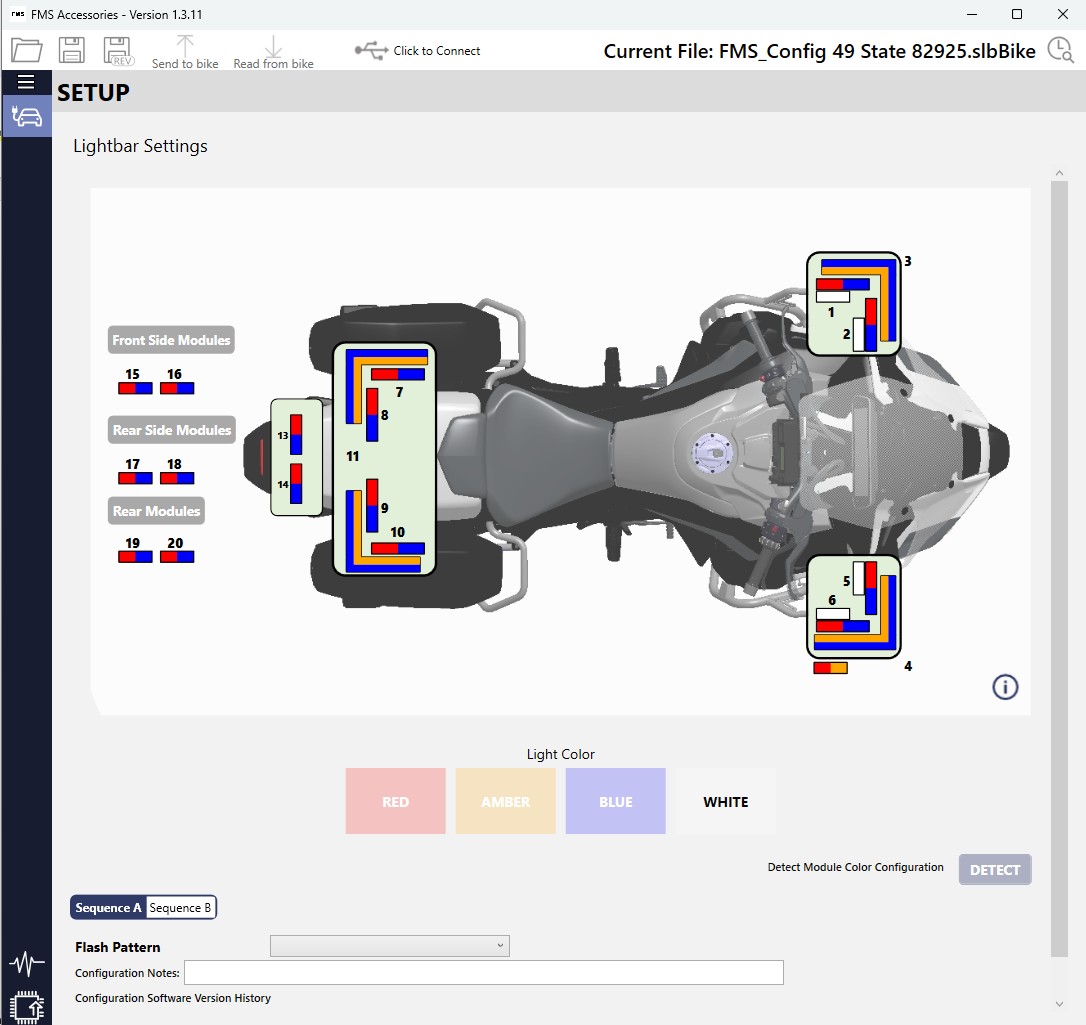 FMS FMS Accessories - Version 1.3.11
REV
Send to bike
Read from bike
Click to Connect
Current File: FMS_Config 49 State 82925.slbBike
SETUP
Lightbar Settings
Front Side Modules
15 16
Rear Side Modules
17 18
Rear Modules
19 20
13
14
7
8
11
9
10
3
1
2
5
6
4
i
Light Color
RED AMBER BLUE WHITE
Detect Module Color Configuration DETECT
Sequence A Sequence B
Flash Pattern
Configuration Notes:
Configuration Software Version History